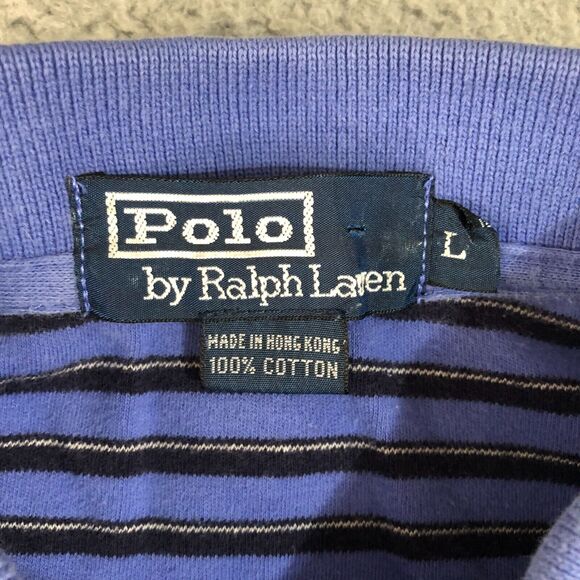 Polo
by Ralph Lauren
L
MADE IN HONG KONG
100% COTTON